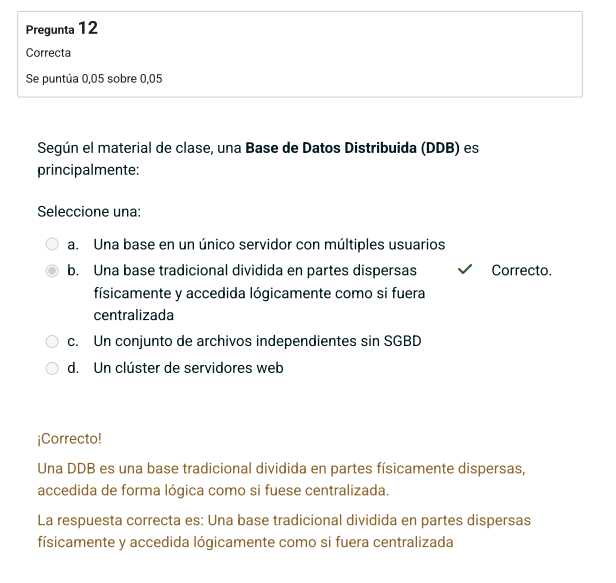 Pregunta 12
Correcta
Se puntúa 0,05 sobre 0,05
Según el material de clase, una Base de Datos Distribuida (DDB) es
principalmente:
Seleccione una:
a. Una base en un único servidor con múltiples usuarios
b. Una base tradicional dividida en partes dispersas
físicamente y accedida lógicamente como si fuera
centralizada
Correcto.
c. Un conjunto de archivos independientes sin SGBD
d. Un clúster de servidores web
¡Correcto!
Una DDB es una base tradicional dividida en partes físicamente dispersas,
accedida de forma lógica como si fuese centralizada.
La respuesta correcta es: Una base tradicional dividida en partes dispersas
físicamente y accedida lógicamente como si fuera centralizada